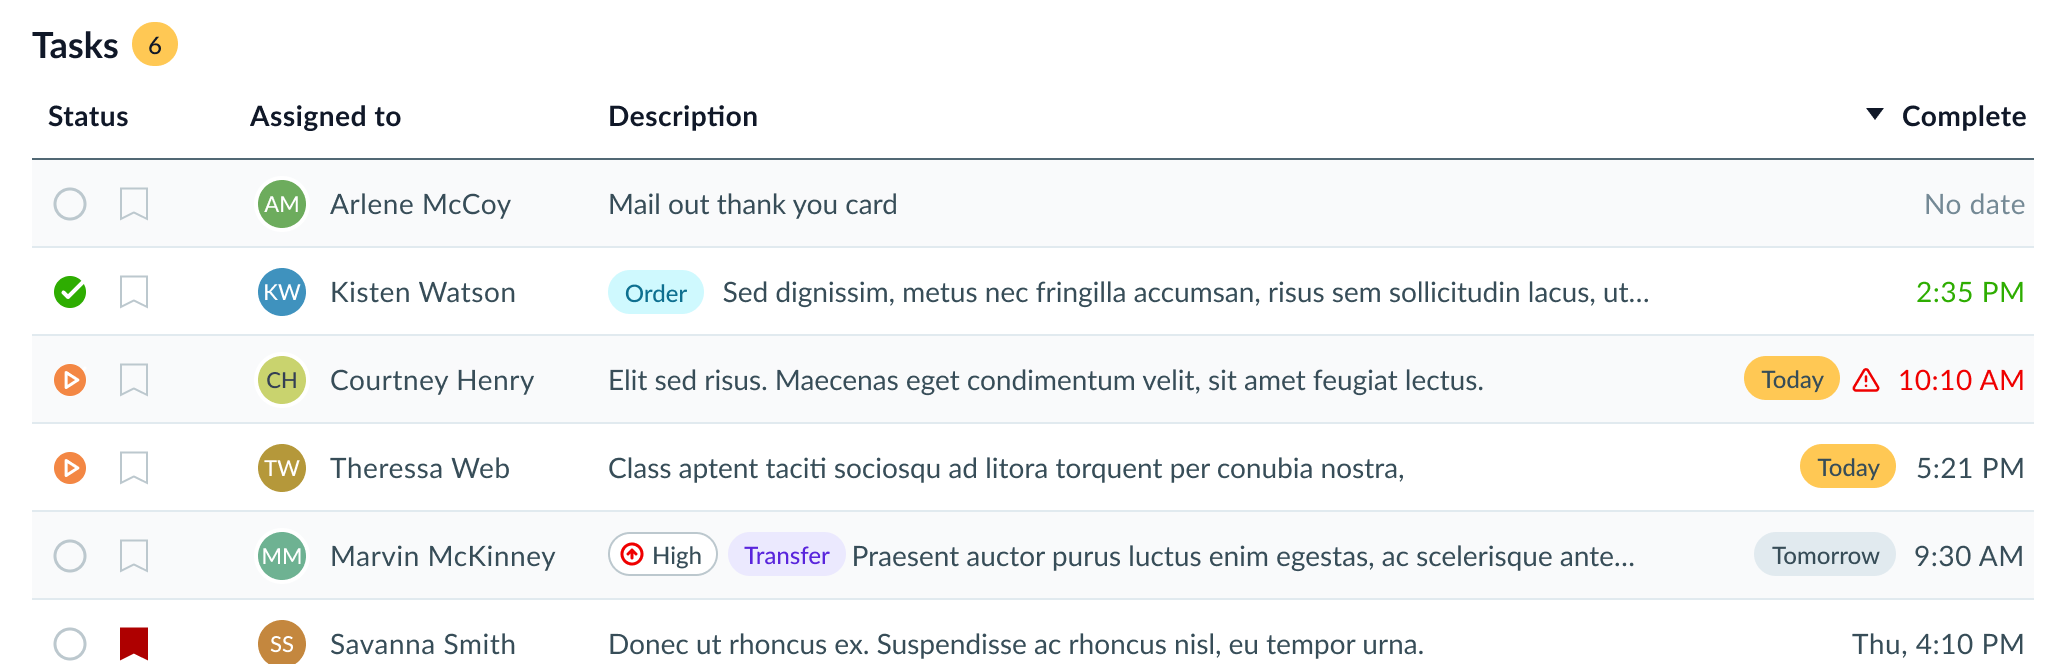 Tasks 6
Status Assigned to Description Complete
AM Arlene McCoy Mail out thank you card No date
KW Kisten Watson Order Sed dignissim, metus nec fringilla accumsan, risus sem sollicitudin lacus, ut... 2:35 PM
CH Courtney Henry Elit sed risus. Maecenas eget condimentum velit, sit amet feugiat lectus. Today 10:10 AM
TW Theressa Web Class aptent taciti sociosqu ad litora torquent per conubia nostra, Today 5:21 PM
MM Marvin McKinney High Transfer Praesent auctor purus luctus enim egestas, ac scelerisque ante... Tomorrow 9:30 AM
SS Savanna Smith Donec ut rhoncus ex. Suspendisse ac rhoncus nisl, eu tempor urna. Thu, 4:10 PM